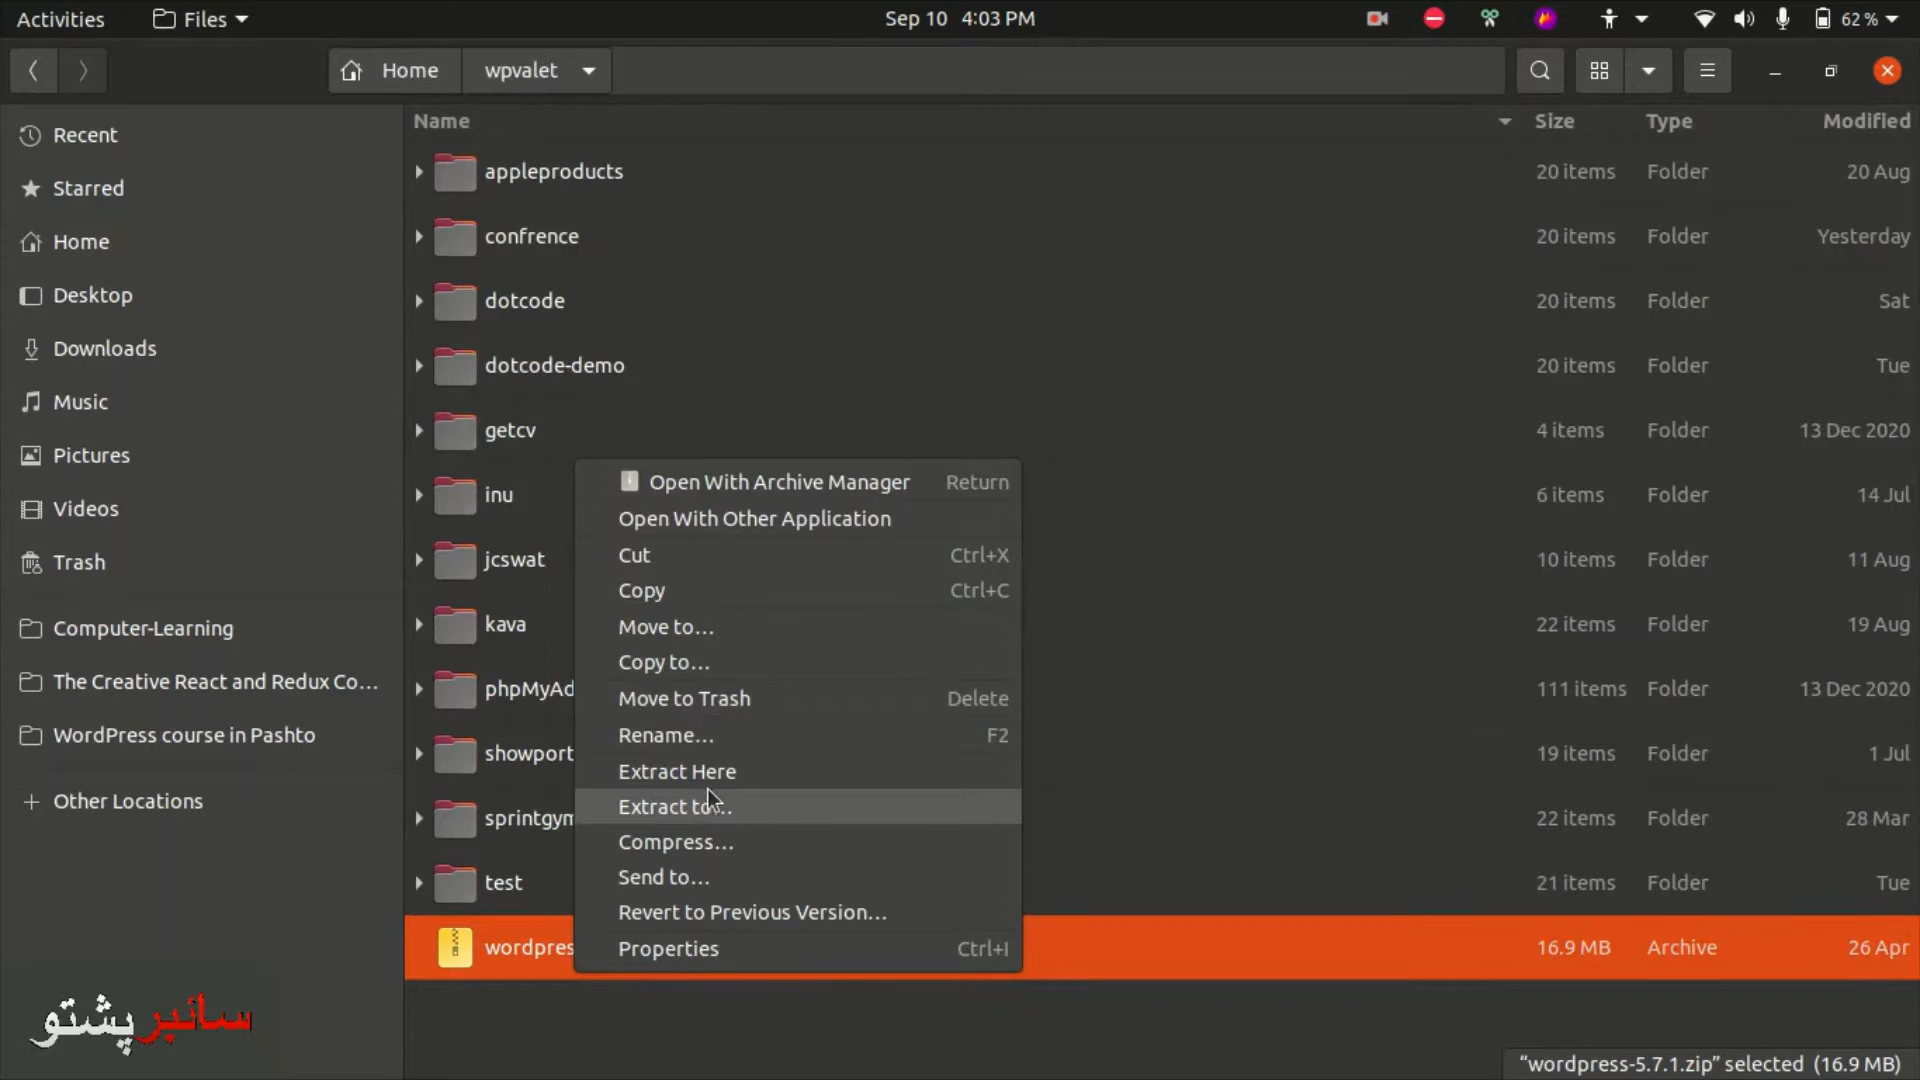 Activities Files Sep 10 4:03 PM 62 %
Home wpvalet
Name Size Type Modified
Recent
Starred
Home
Desktop
Downloads
Music
Pictures
Videos
Trash
Computer-Learning
The Creative React and Redux Co...
WordPress course in Pashto
Other Locations
appleproducts 20 items Folder 20 Aug
confrence 20 items Folder Yesterday
dotcode 20 items Folder Sat
dotcode-demo 20 items Folder Tue
getcv 4 items Folder 13 Dec 2020
inu 6 items Folder 14 Jul
jcswat 10 items Folder 11 Aug
kava 22 items Folder 19 Aug
phpMyAd 111 items Folder 13 Dec 2020
showport 19 items Folder 1 Jul
sprintgym 22 items Folder 28 Mar
test 21 items Folder Tue
wordpres 16.9 MB Archive 26 Apr
Open With Archive Manager Return
Open With Other Application
Cut Ctrl+X
Copy Ctrl+C
Move to...
Copy to...
Move to Trash Delete
Rename... F2
Extract Here
Extract to...
Compress...
Send to...
Revert to Previous Version...
Properties Ctrl+I
سائبر پشتو
"wordpress-5.7.1.zip" selected (16.9 MB)